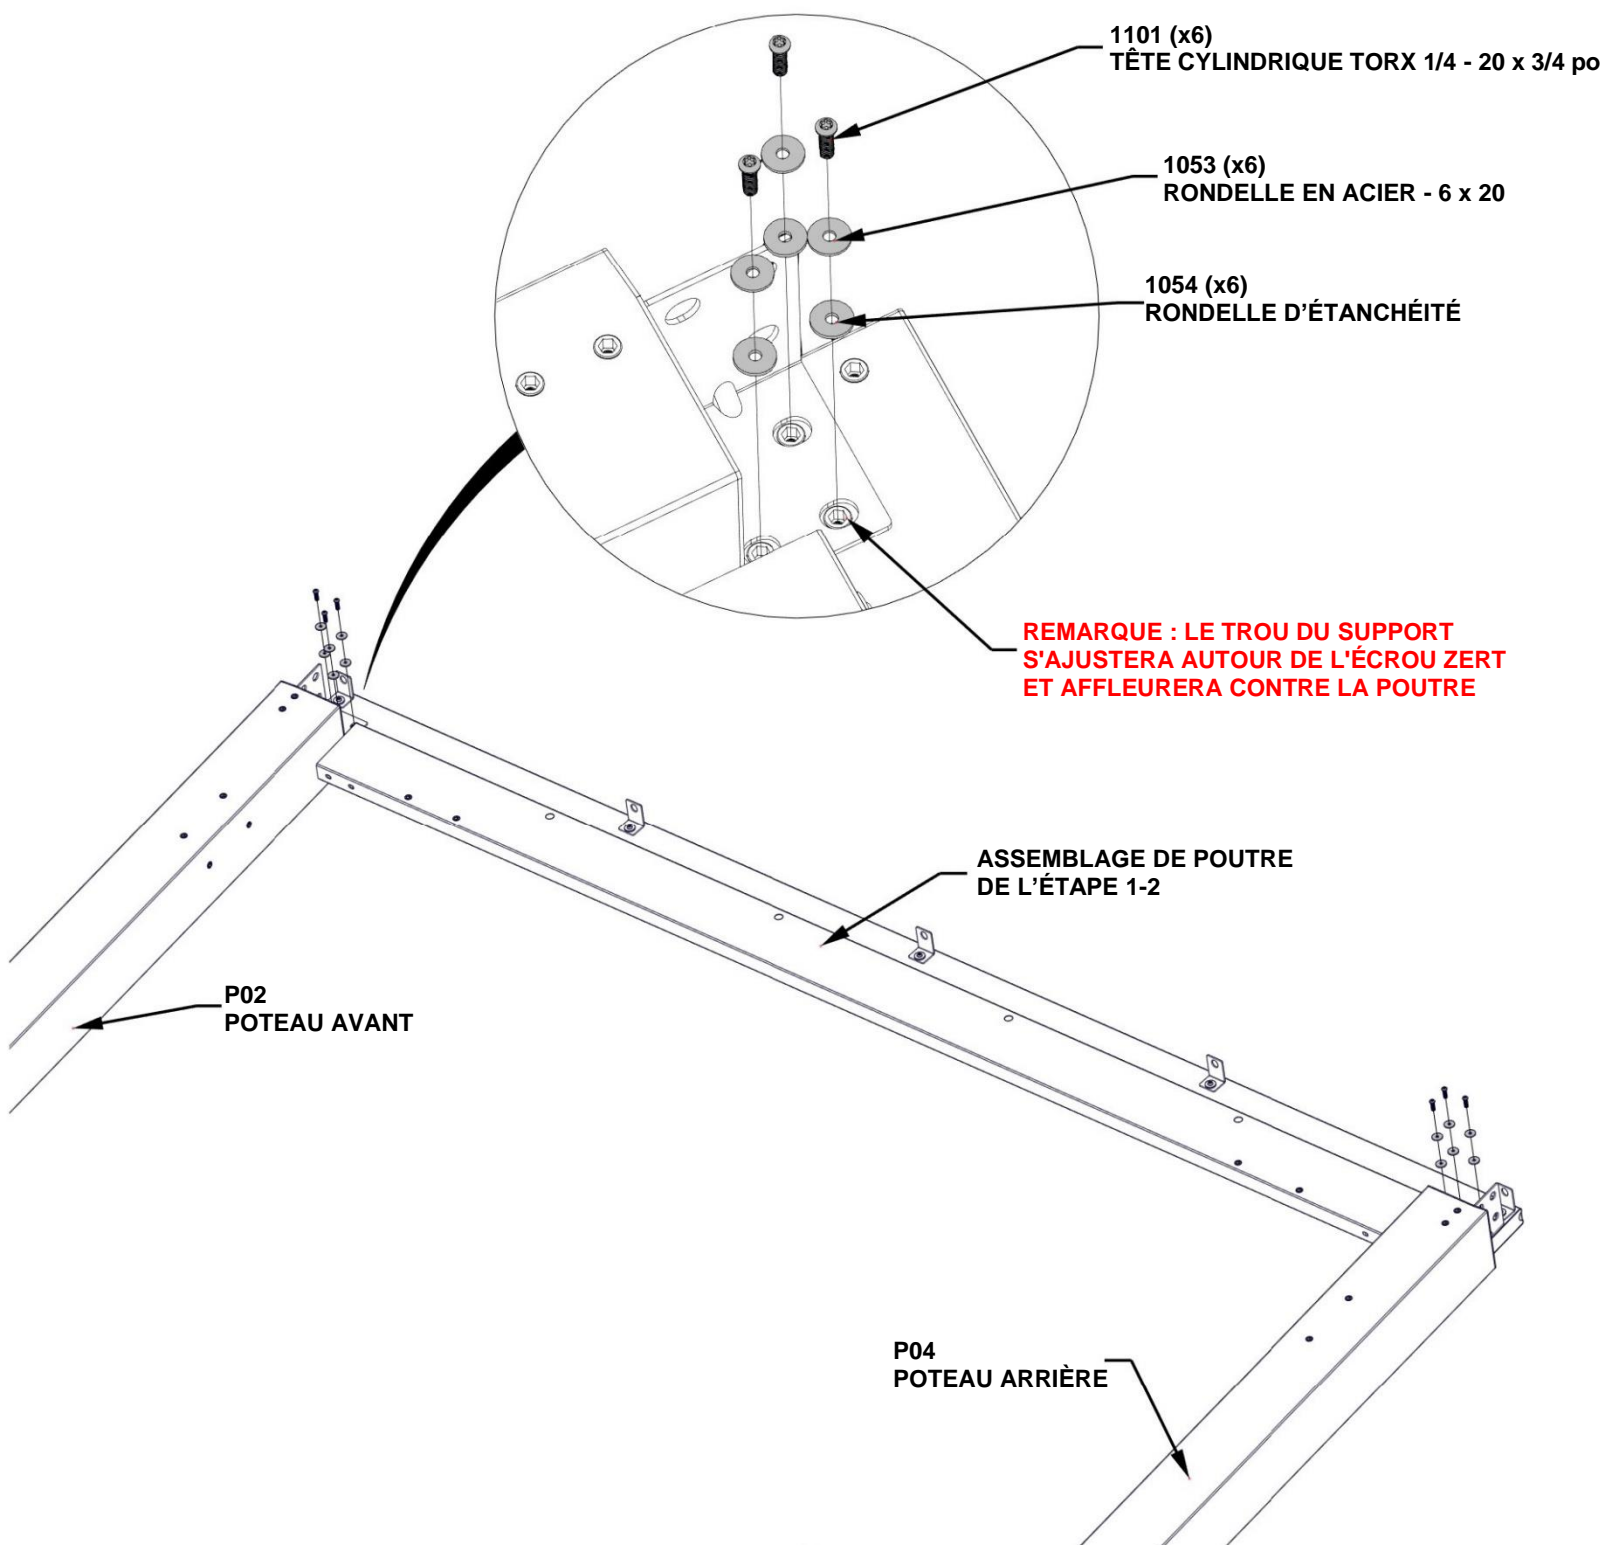 1101 (x6)
TÊTE CYLINDRIQUE TORX 1/4 - 20 x 3/4 po
1053 (x6)
RONDELLE EN ACIER - 6 x 20
1054 (x6)
RONDELLE D’ÉTANCHÉITÉ
REMARQUE : LE TROU DU SUPPORT
S'AJUSTERA AUTOUR DE L'ÉCROU ZERT
ET AFFLEURERA CONTRE LA POUTRE
ASSEMBLAGE DE POUTRE
DE L’ÉTAPE 1-2
P02
POTEAU AVANT
P04
POTEAU ARRIÈRE